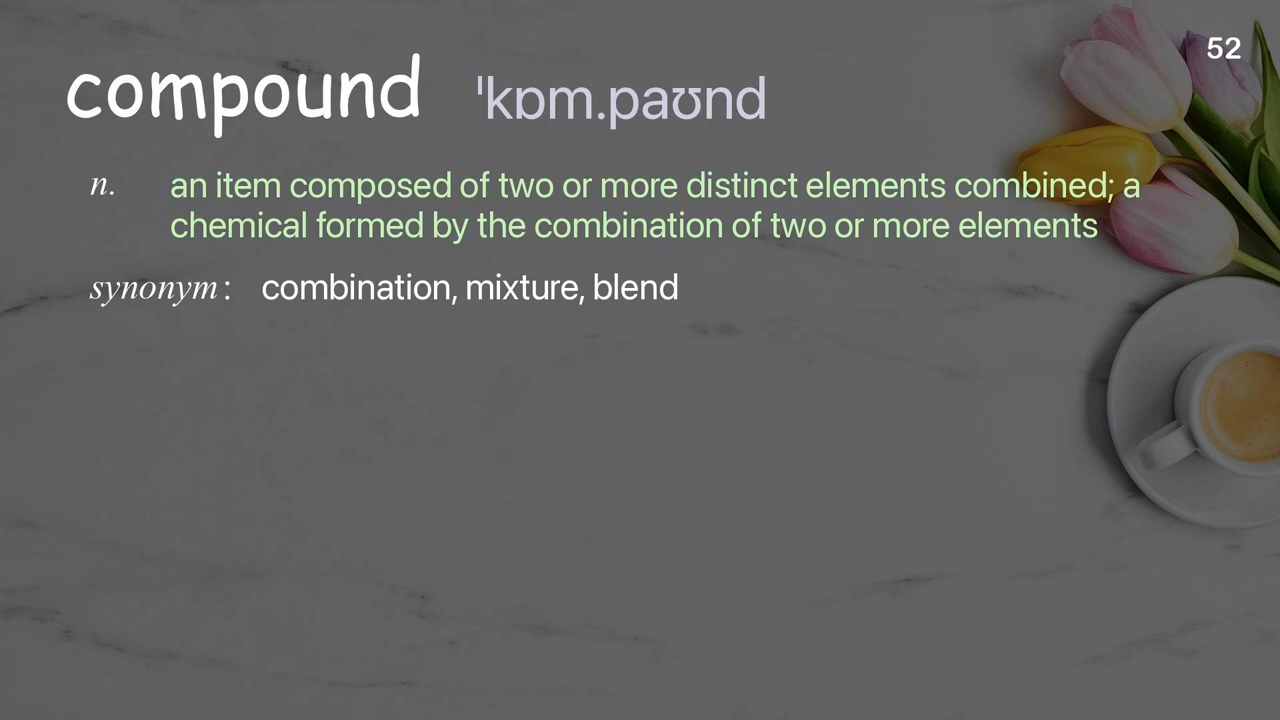 52
compound ˈkɒm.paʊnd
n. an item composed of two or more distinct elements combined; a
chemical formed by the combination of two or more elements
synonym: combination, mixture, blend